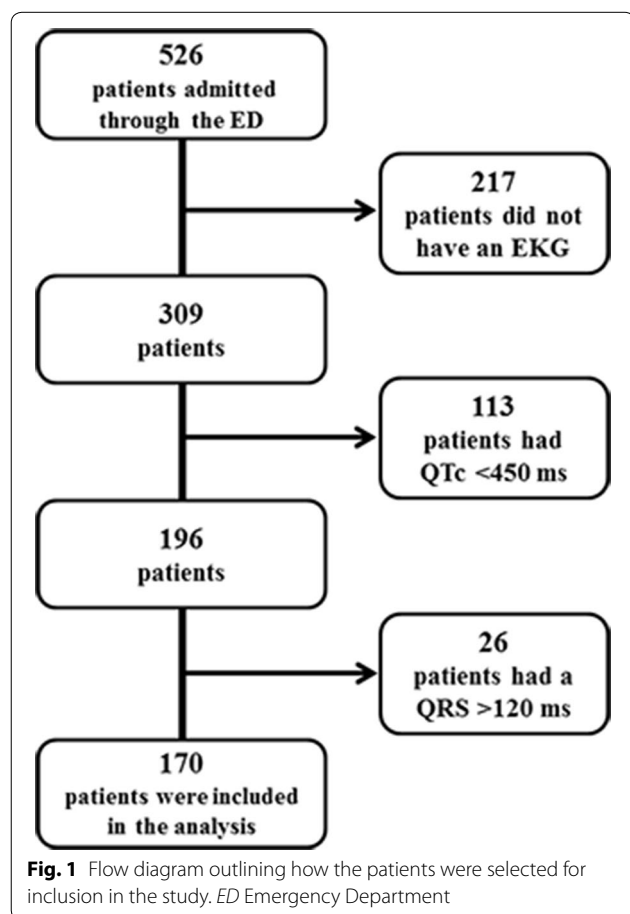 526
patients admitted
through the ED
217
patients did not
have an EKG
309
patients
113
patients had
QTc <450 ms
196
patients
26
patients had a
QRS >120 ms
170
patients were included
in the analysis
Fig. 1 Flow diagram outlining how the patients were selected for
inclusion in the study. ED Emergency Department